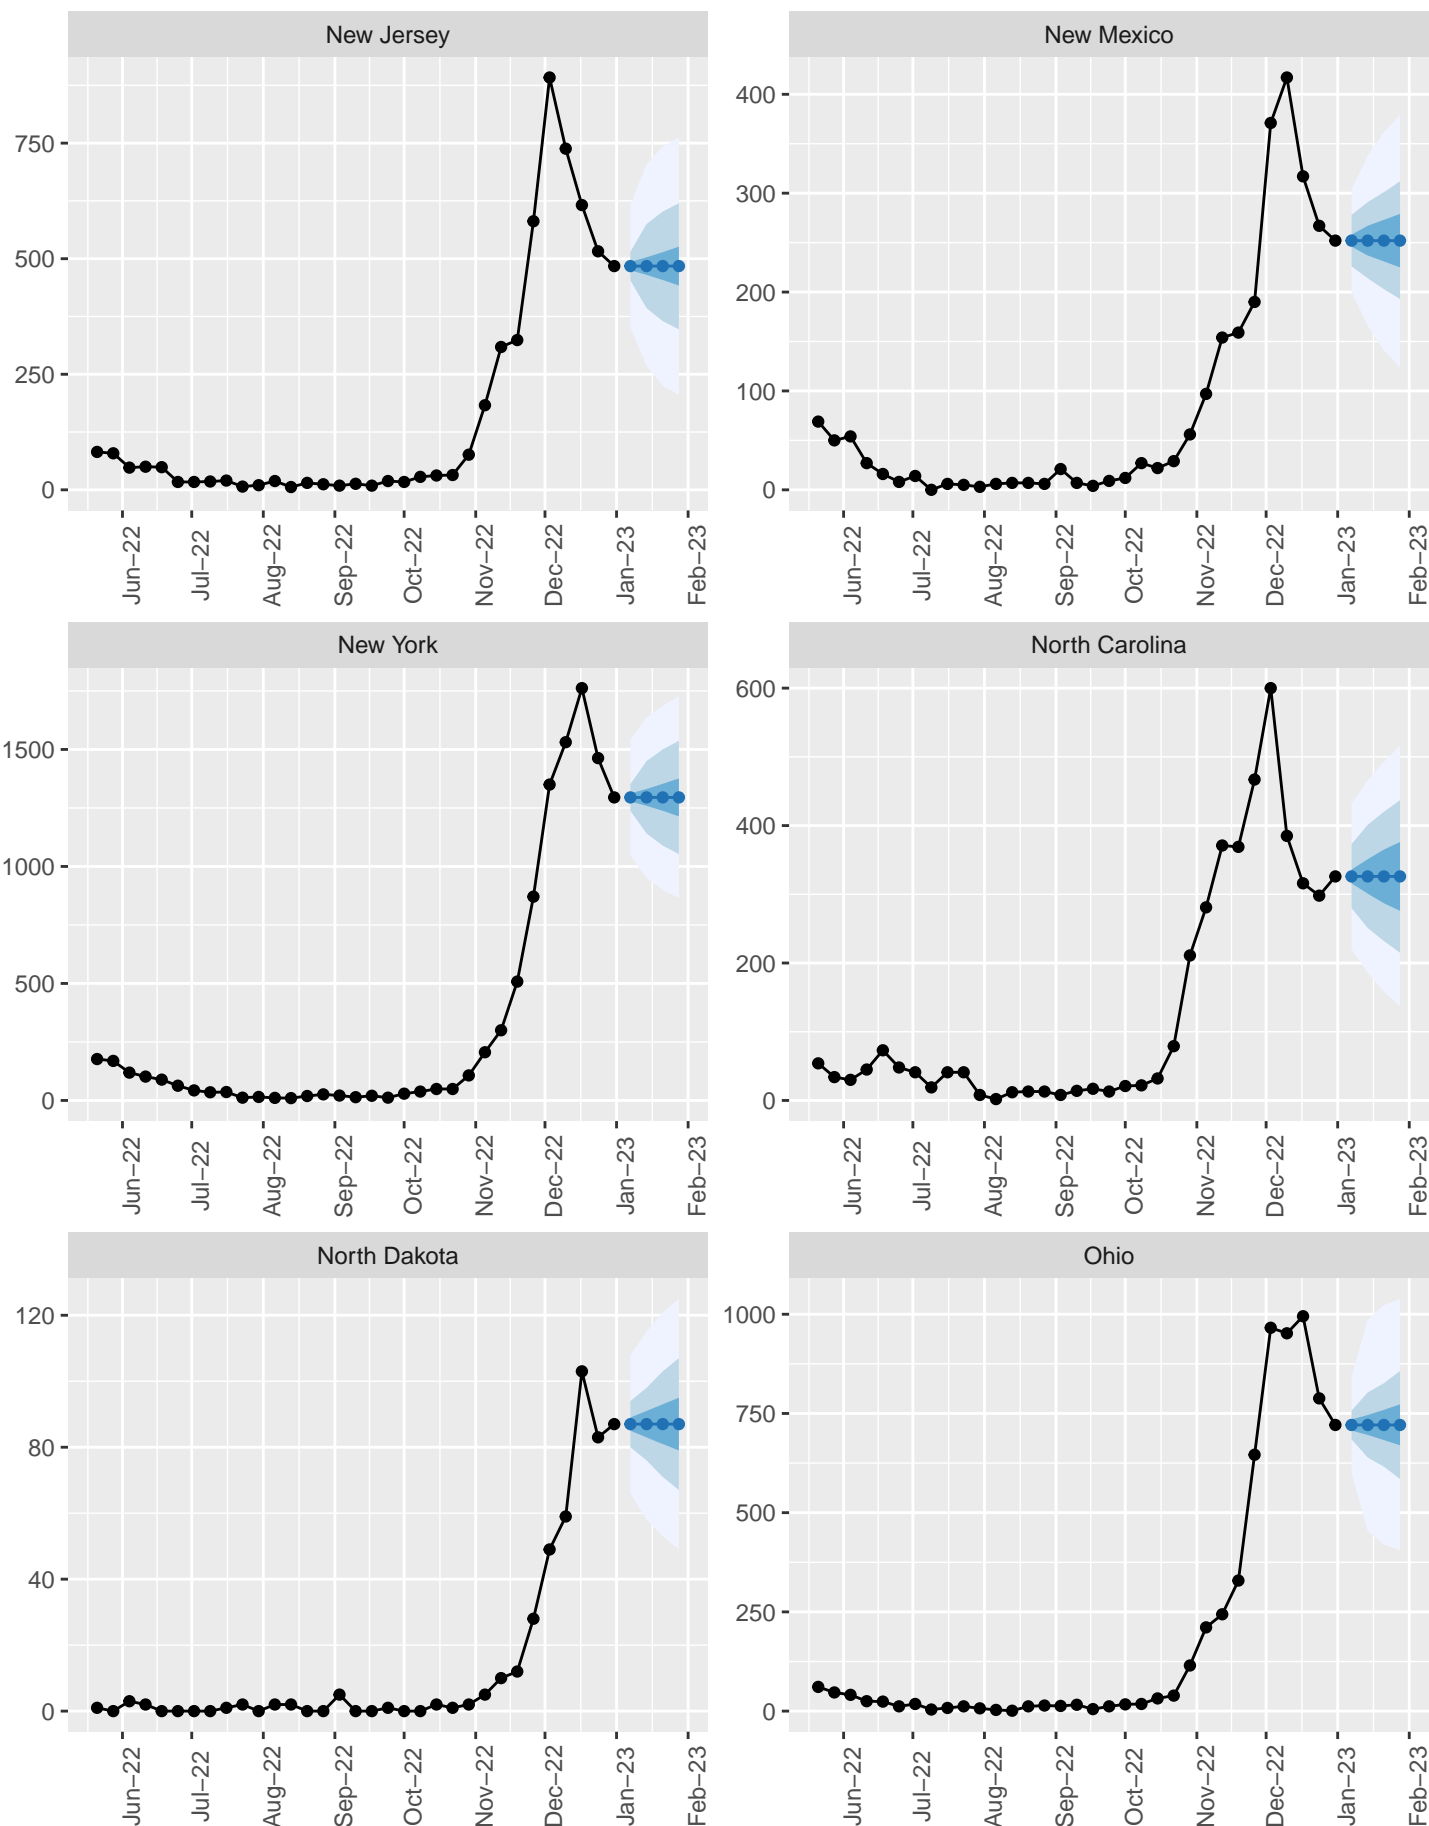 New Jersey
750
500
250
0
Jun−22
Jul−22
Aug−22
Sep−22
Oct−22
Nov−22
Dec−22
Jan−23
Feb−23
New Mexico
400
300
200
100
0
Jun−22
Jul−22
Aug−22
Sep−22
Oct−22
Nov−22
Dec−22
Jan−23
Feb−23
New York
1500
1000
500
0
Jun−22
Jul−22
Aug−22
Sep−22
Oct−22
Nov−22
Dec−22
Jan−23
Feb−23
North Carolina
600
400
200
0
Jun−22
Jul−22
Aug−22
Sep−22
Oct−22
Nov−22
Dec−22
Jan−23
Feb−23
North Dakota
120
80
40
0
Jun−22
Jul−22
Aug−22
Sep−22
Oct−22
Nov−22
Dec−22
Jan−23
Feb−23
Ohio
1000
750
500
250
0
Jun−22
Jul−22
Aug−22
Sep−22
Oct−22
Nov−22
Dec−22
Jan−23
Feb−23